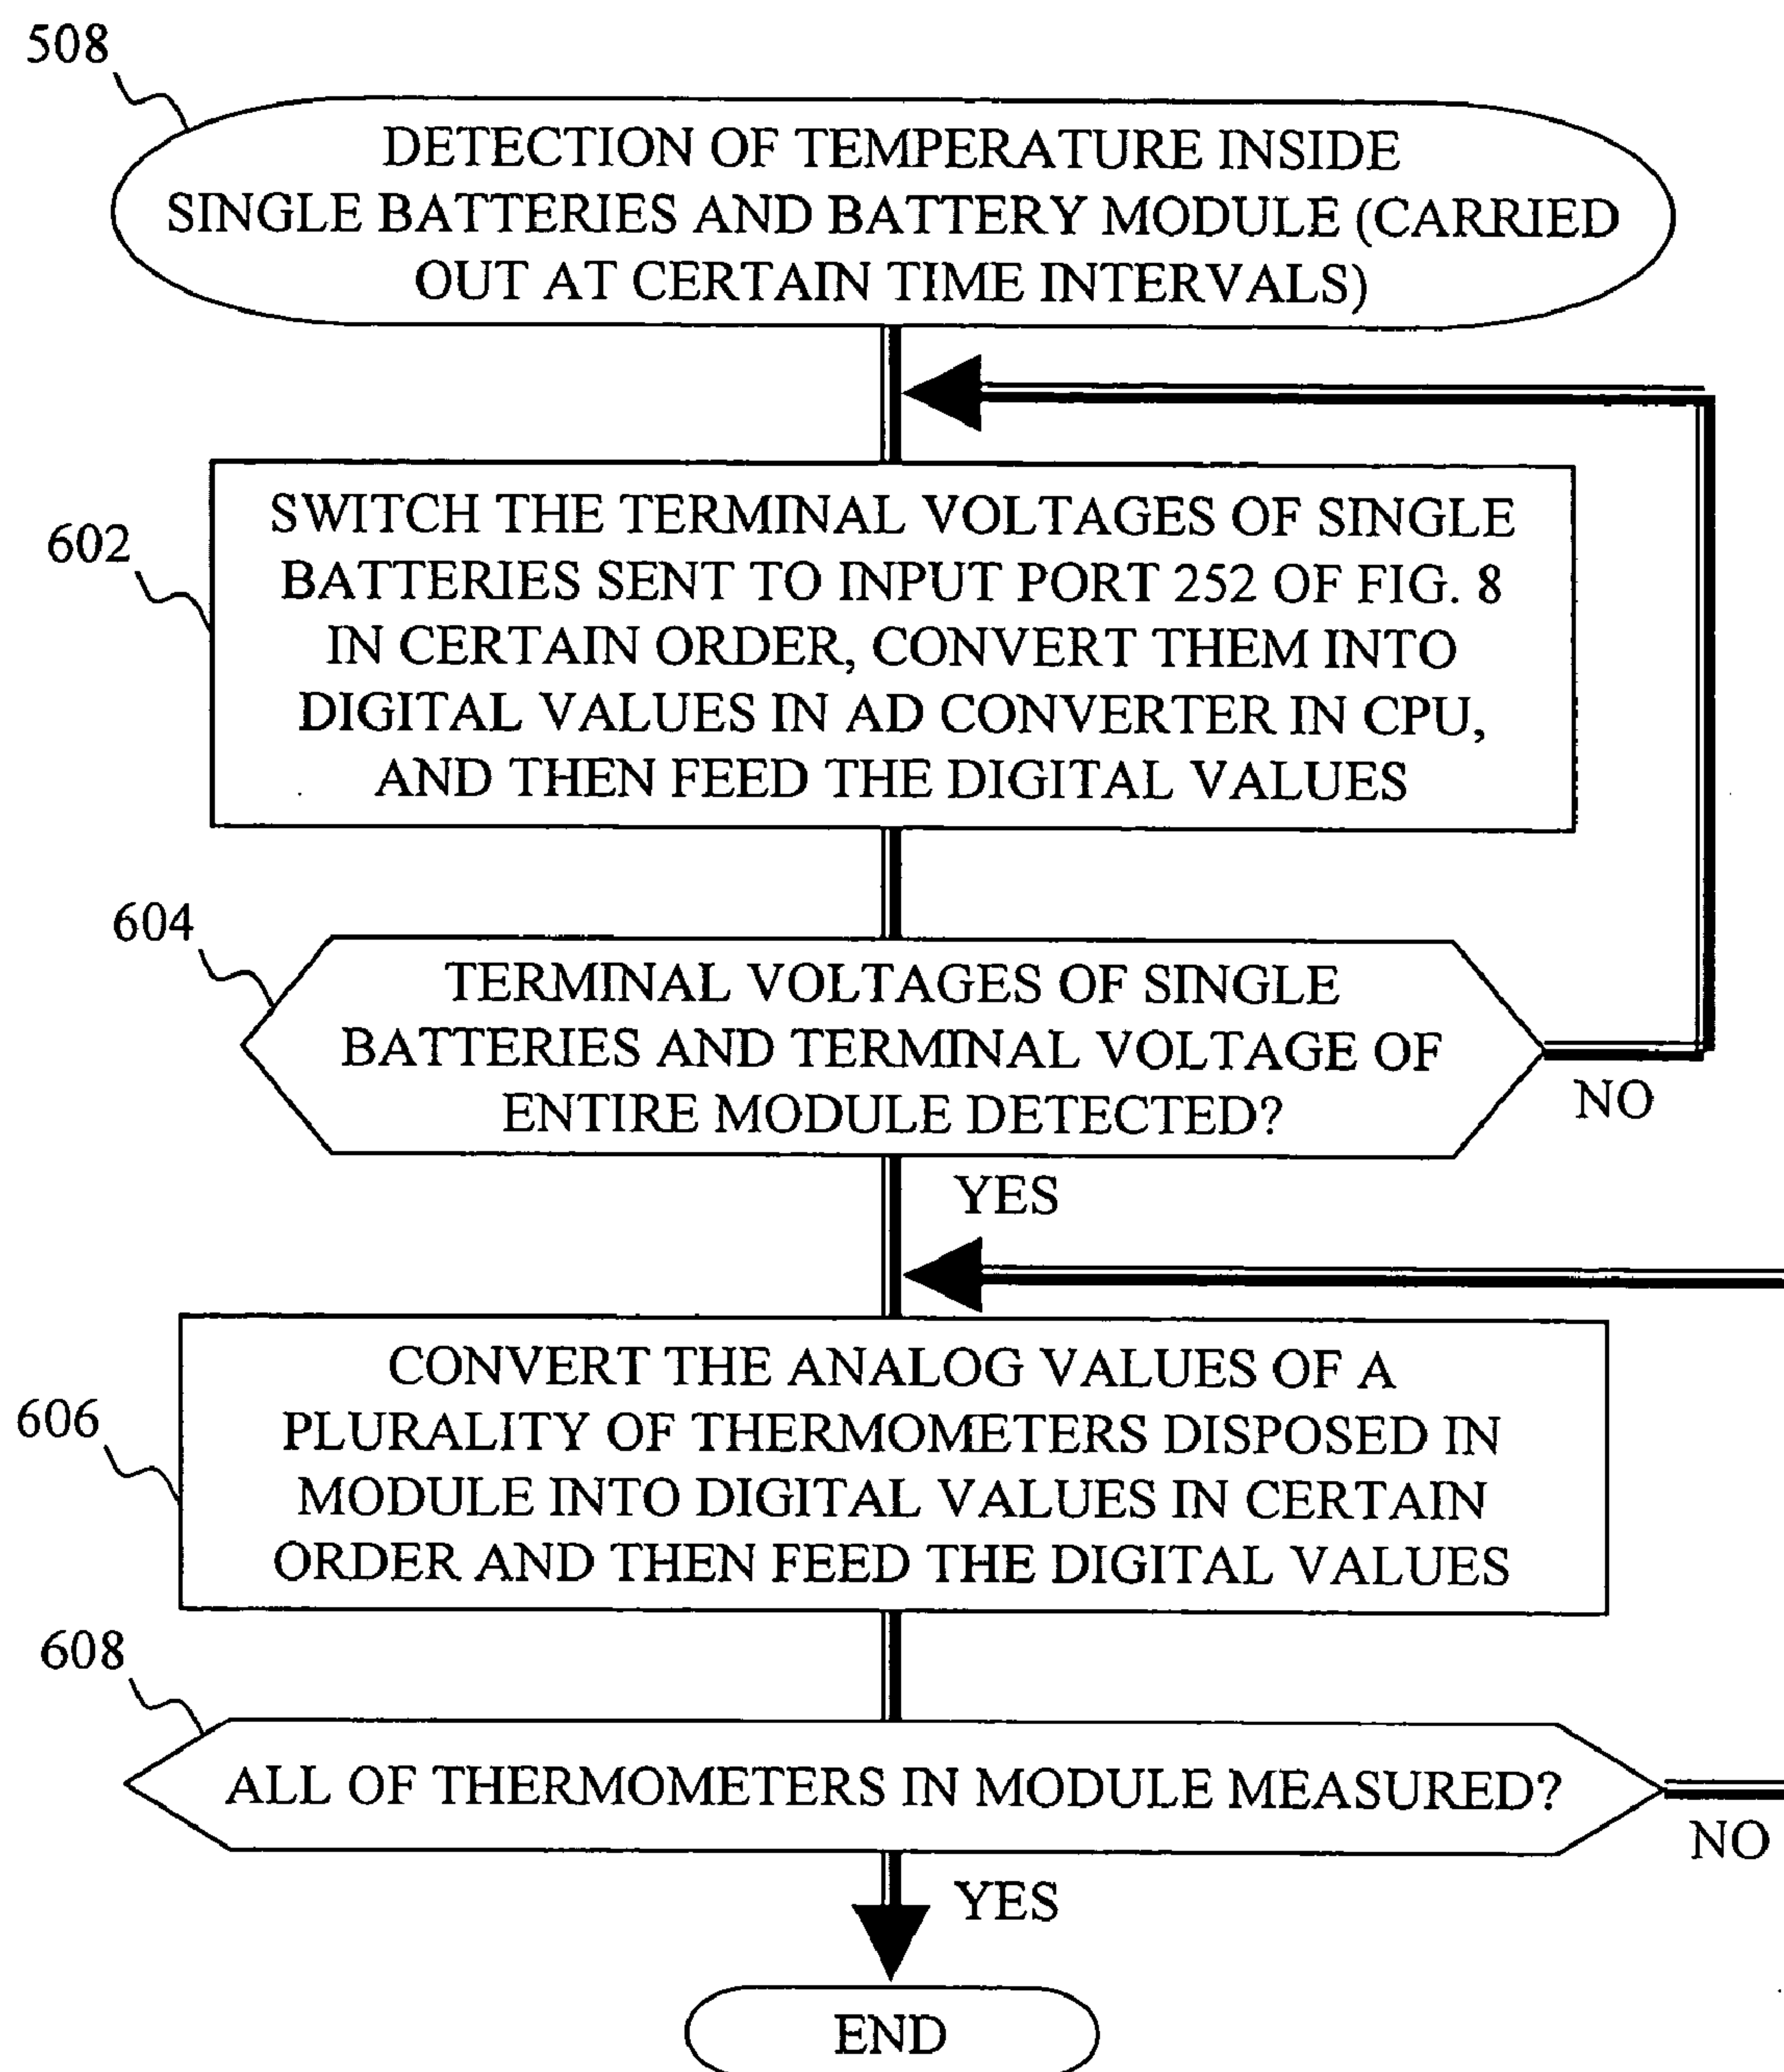 508
DETECTION OF TEMPERATURE INSIDE
SINGLE BATTERIES AND BATTERY MODULE (CARRIED
OUT AT CERTAIN TIME INTERVALS)
602
SWITCH THE TERMINAL VOLTAGES OF SINGLE
BATTERIES SENT TO INPUT PORT 252 OF FIG. 8
IN CERTAIN ORDER, CONVERT THEM INTO
DIGITAL VALUES IN AD CONVERTER IN CPU,
AND THEN FEED THE DIGITAL VALUES
604
TERMINAL VOLTAGES OF SINGLE
BATTERIES AND TERMINAL VOLTAGE OF
ENTIRE MODULE DETECTED?
NO
YES
606
CONVERT THE ANALOG VALUES OF A
PLURALITY OF THERMOMETERS DISPOSED IN
MODULE INTO DIGITAL VALUES IN CERTAIN
ORDER AND THEN FEED THE DIGITAL VALUES
608
ALL OF THERMOMETERS IN MODULE MEASURED?
NO
YES
END